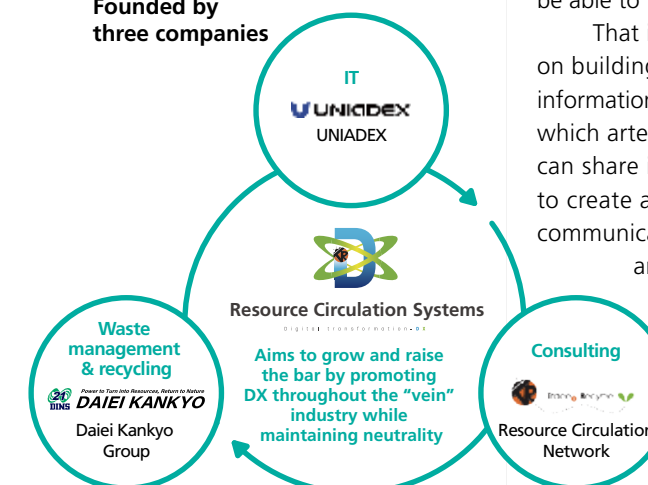 Founded by
three companies
IT
UNIADEX
UNIADEX
Resource Circulation Systems
Digital transformation-DX
Aims to grow and raise
the bar by promoting
DX throughout the “vein”
industry while
maintaining neutrality
Waste
management
& recycling
DINS
Power to Turn into Resources, Return to Nature
DAIEI KANKYO
Daiei Kankyo
Group
Consulting
Resource Circulation
Network
be able to
That i
on building
information
which arte
can share i
to create a
communica
ar